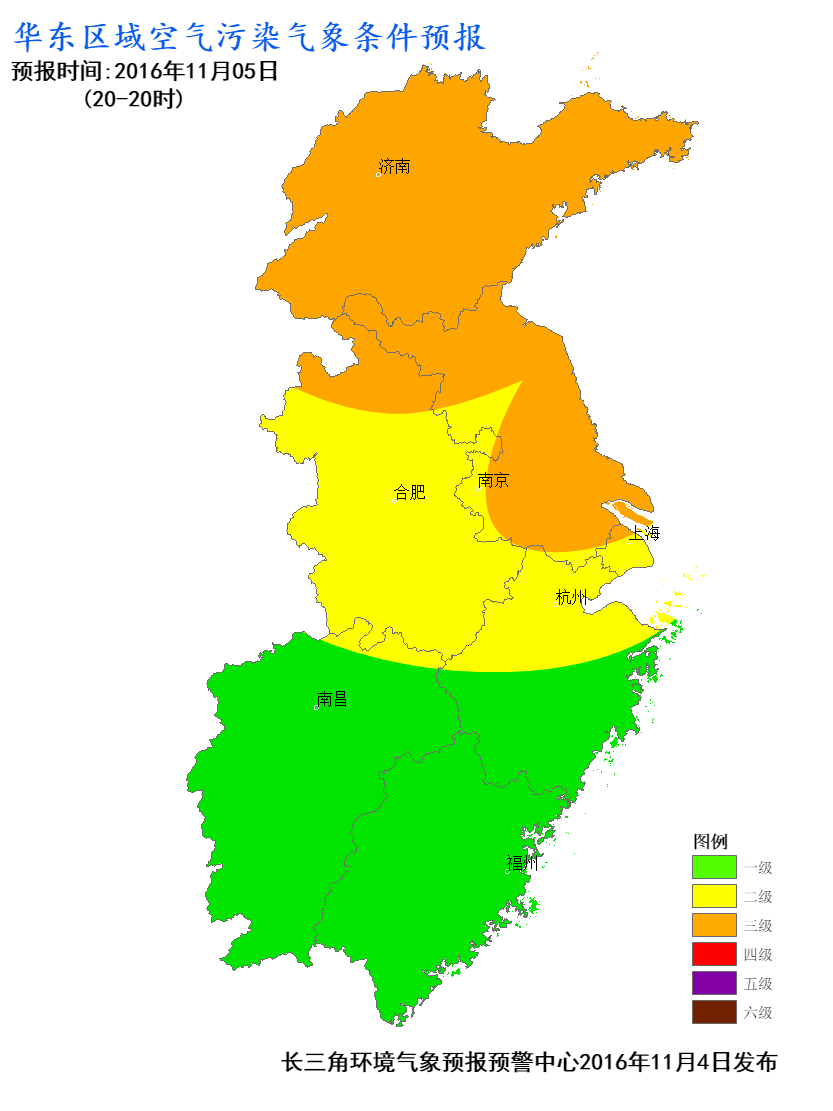 华东区域空气污染气象条件预报
预报时间:2016年11月05日
(20-20时)
济南
南京
合肥
上海
杭州
南昌
福州
图例
一级
二级
三级
四级
五级
六级
长三角环境气象预报预警中心2016年11月4日发布